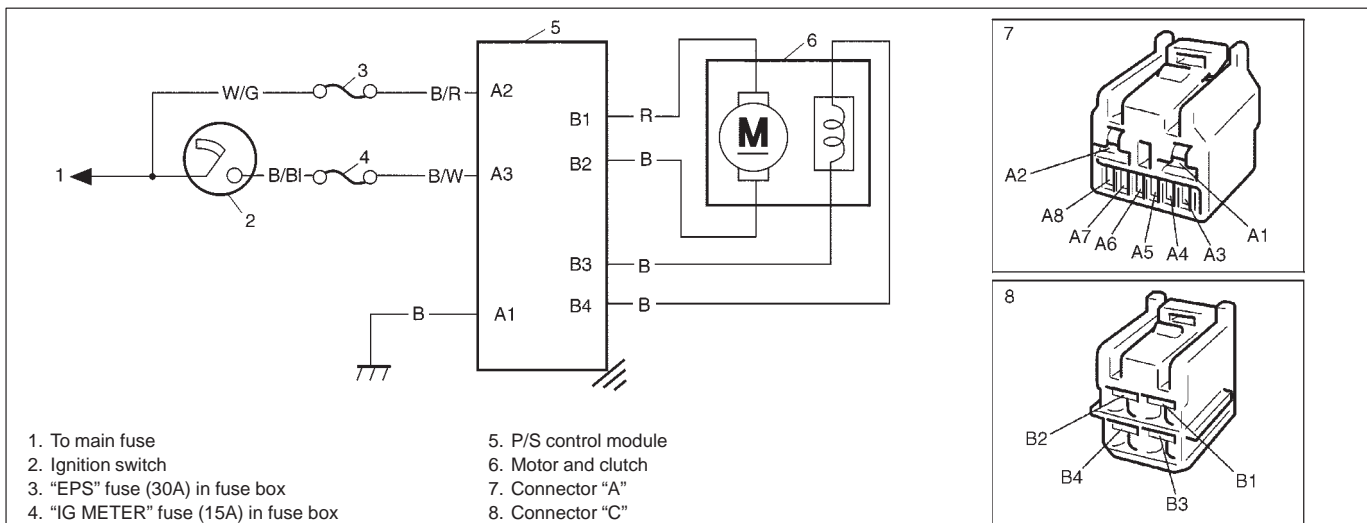 5
6
7
3
W/G
B/R
A2
B1
R
M
B2
B
4
1
B/Bl
B/W
A3
2
B3
B
B
A1
B4
B
A2
A8
A7
A6
A5
A4
A3
A1
8
B2
B4
B3
B1
1. To main fuse
2. Ignition switch
3. “EPS” fuse (30A) in fuse box
4. “IG METER” fuse (15A) in fuse box
5. P/S control module
6. Motor and clutch
7. Connector “A”
8. Connector “C”